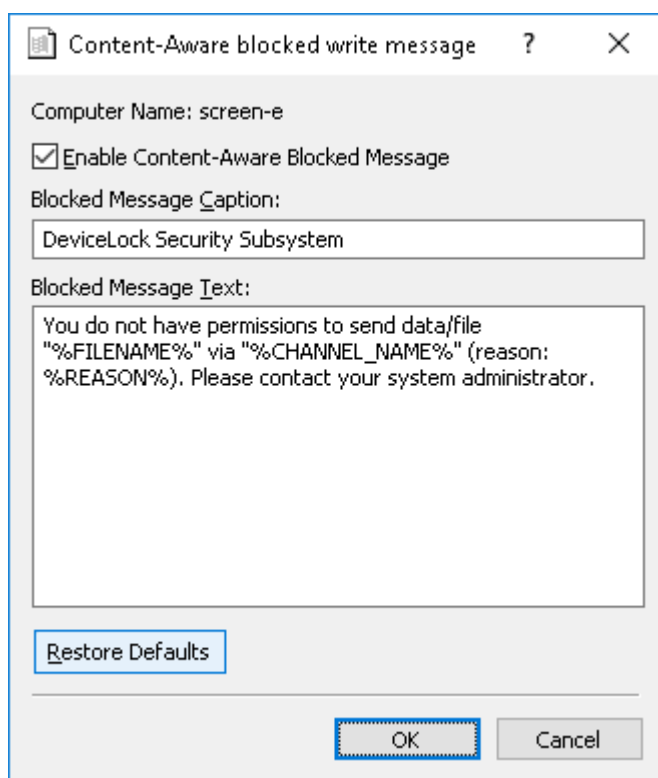 Content-Aware blocked write message ?
Computer Name: screen-e
Enable Content-Aware Blocked Message
Blocked Message Caption:
DeviceLock Security Subsystem
Blocked Message Text:
You do not have permissions to send data/file
"%FILENAME%" via "%CHANNEL_NAME%" (reason:
%REASON%). Please contact your system administrator.
Restore Defaults
OK Cancel